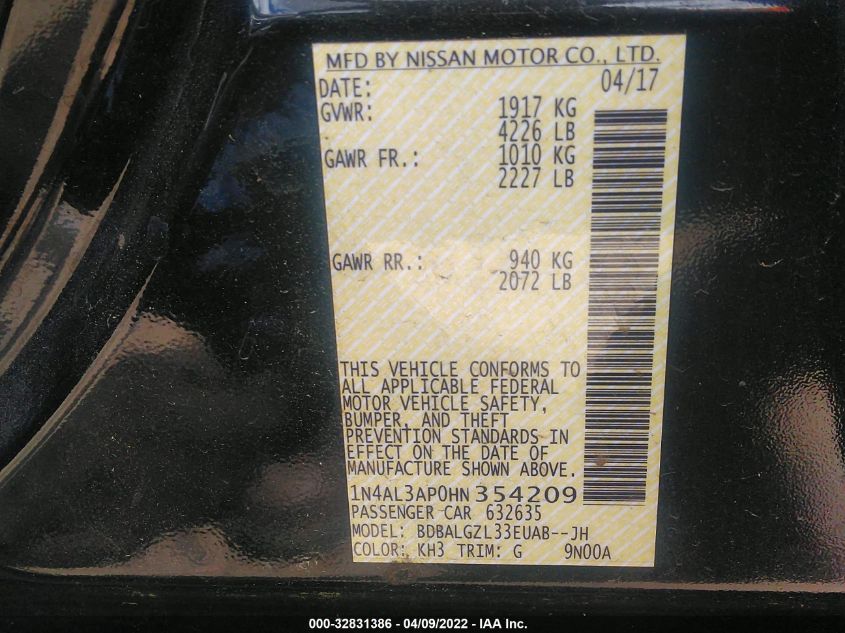 MFD BY NISSAN MOTOR CO., LTD.
DATE: 04/17
GVWR: 1917 KG
4226 LB
GAWR FR.: 1010 KG
2227 LB
GAWR RR.: 940 KG
2072 LB
THIS VEHICLE CONFORMS TO
ALL APPLICABLE FEDERAL
MOTOR VEHICLE SAFETY,
BUMPER, AND THEFT
PREVENTION STANDARDS IN
EFFECT ON THE DATE OF
MANUFACTURE SHOWN ABOVE.
1N4AL3AP0HN354209
PASSENGER CAR 632635
MODEL: BDBALGZL33EUAB--JH
COLOR: KH3 TRIM: G 9N00A
000-32831386 - 04/09/2022 - IAA Inc.